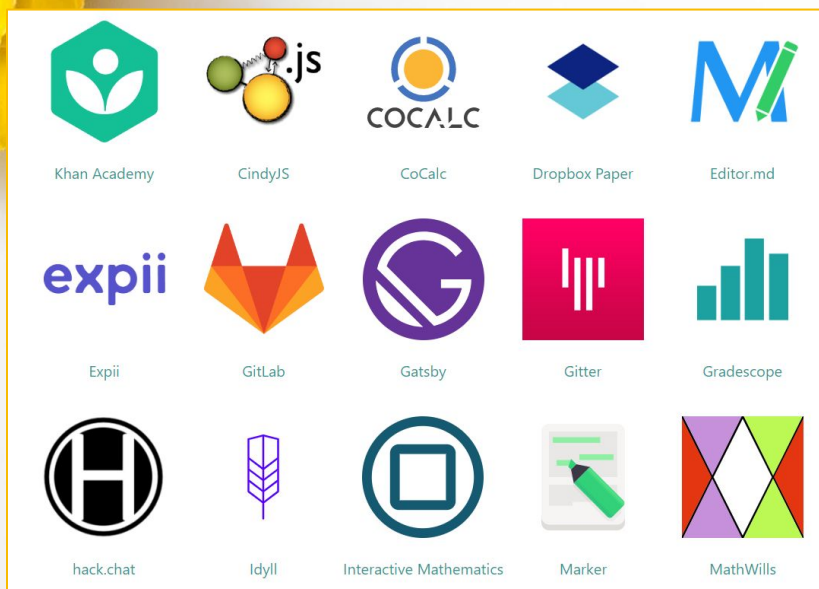 .js
COCALC
Khan Academy
CindyJS
CoCalc
Dropbox Paper
Editor.md
expii
Expii
GitLab
Gatsby
Gitter
Gradescope
H
hack.chat
Idyll
Interactive Mathematics
Marker
MathWills